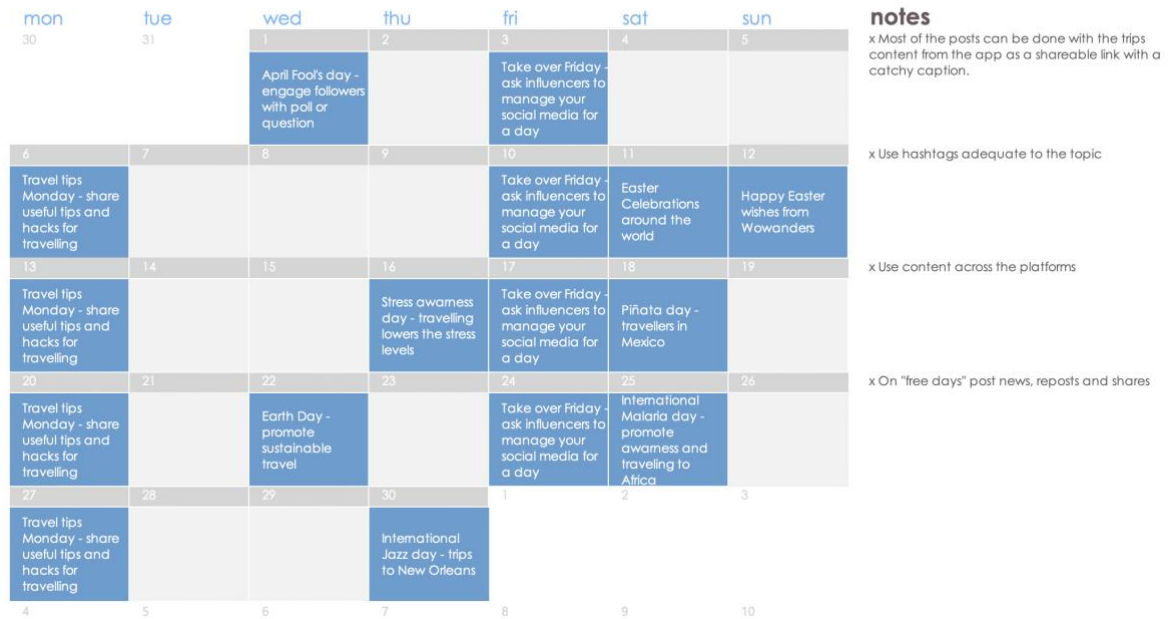 mon tue wed thu fri sat sun
notes
30 31 1 2 3 4 5
x Most of the posts can be done with the trips
content from the app as a shareable link with a
catchy caption.
April Fool's day -
engage followers
with poll or
question
Take over Friday -
ask influencers to
manage your
social media for
a day
6 7 8 9 10 11 12
x Use hashtags adequate to the topic
Travel tips
Monday - share
useful tips and
hacks for
travelling
Take over Friday -
ask influencers to
manage your
social media for
a day
Easter
Celebrations
around the
world
Happy Easter
wishes from
Wowanders
13 14 15 16 17 18 19
x Use content across the platforms
Travel tips
Monday - share
useful tips and
hacks for
travelling
Stress awarness
day - travelling
lowers the stress
levels
Take over Friday -
ask influencers to
manage your
social media for
a day
Piñata day -
travellers in
Mexico
20 21 22 23 24 25 26
x On "free days" post news, reposts and shares
Travel tips
Monday - share
useful tips and
hacks for
travelling
Earth Day -
promote
sustainable
travel
Take over Friday -
ask influencers to
manage your
social media for
a day
International
Malaria day -
promote
awarness and
traveling to
Africa
27 28 29 30 1 2 3
Travel tips
Monday - share
useful tips and
hacks for
travelling
International
Jazz day - trips
to New Orleans
4 5 6 7 8 9 10